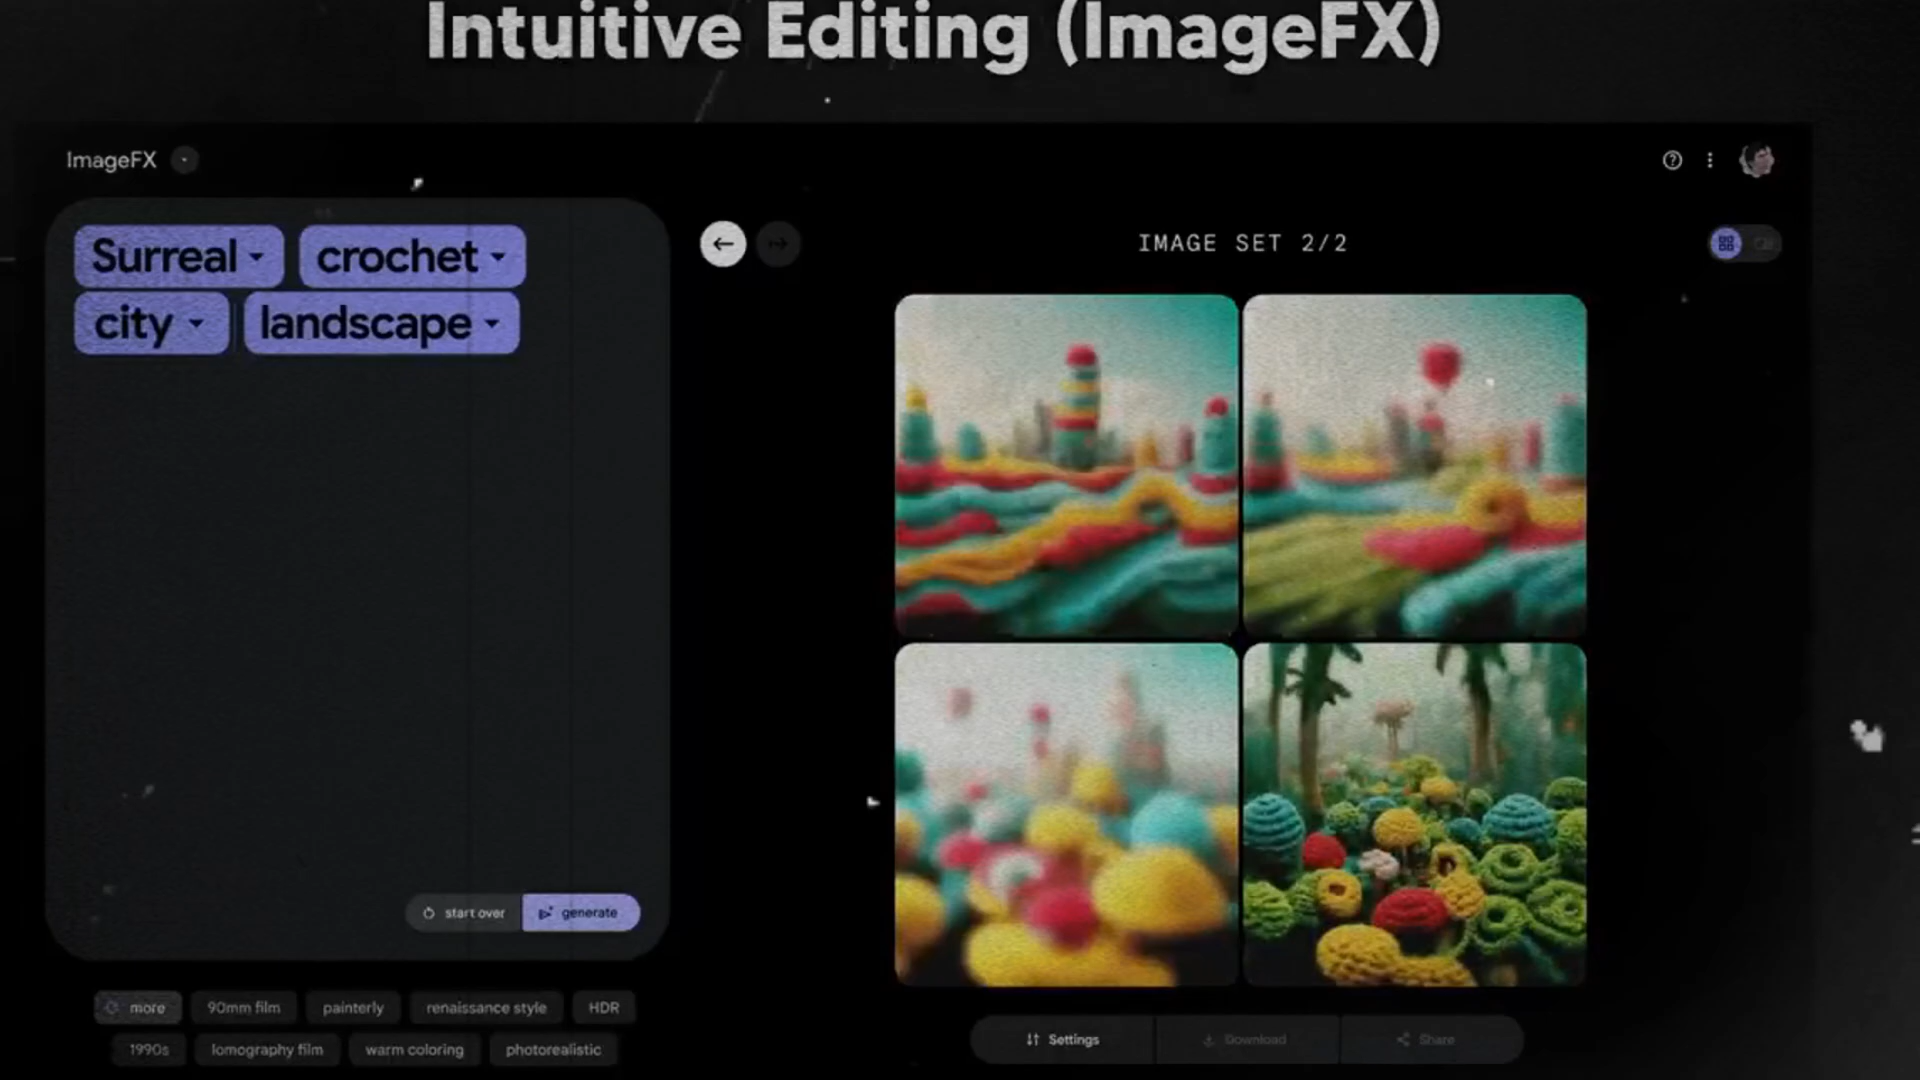 Intuitive Editing (ImageFX)
ImageFX
Surreal crochet
city landscape
IMAGE SET 2/2
start over generate
more 90mm film painterly renaissance style HDR
1990s lomography film warm coloring photorealistic
Settings Download Share